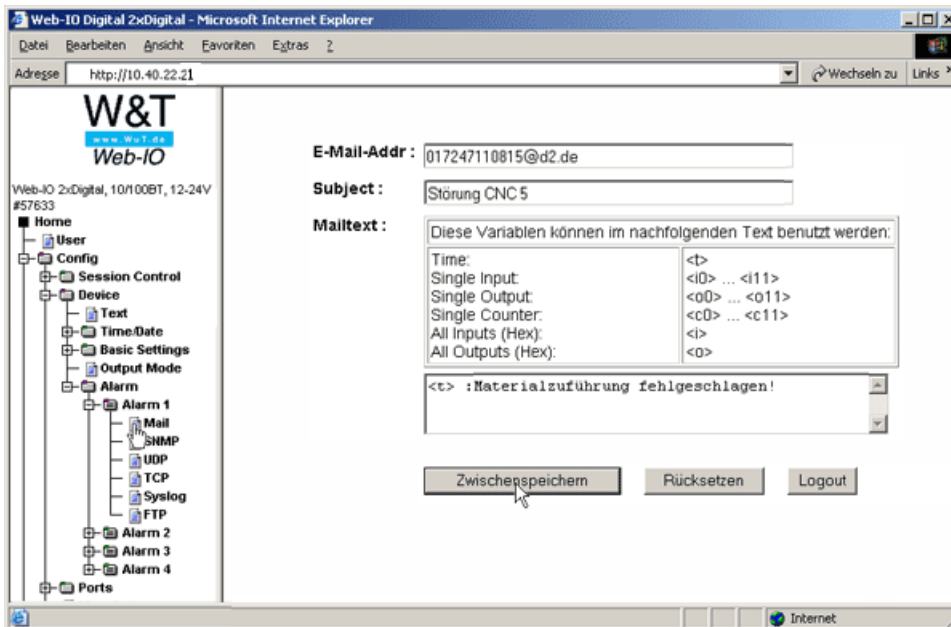 Web-IO Digital 2xDigital - Microsoft Internet Explorer
Datei Bearbeiten Ansicht Favoriten Extras ?
Adresse http://10.40.22.21 Wechseln zu Links
W&T
www.WuT.de
Web-IO
Web-IO 2xDigital, 10/100BT, 12-24V
#57633
Home
User
Config
Session Control
Device
Text
Time/Date
Basic Settings
Output Mode
Alarm
Alarm 1
Mail
SNMP
UDP
TCP
Syslog
FTP
Alarm 2
Alarm 3
Alarm 4
Ports
E-Mail-Addr : 017247110815@d2.de
Subject : Störung CNC 5
Mailtext : Diese Variablen können im nachfolgenden Text benutzt werden:
Time: <t>
Single Input: <i0> ... <i11>
Single Output: <o0> ... <o11>
Single Counter: <c0> ... <c11>
All Inputs (Hex): <i>
All Outputs (Hex): <o>
<t> :Materialzuführung fehlgeschlagen!
Zwischenspeichern Rücksetzen Logout
Internet